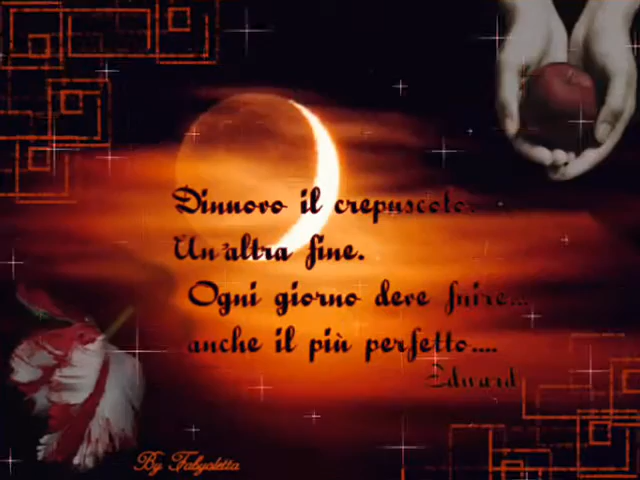 Dinnovo il crepuscolo.
Un'altra fine.
Ogni giorno deve finire...
anche il più perfetto....
Edward
By Fabyoletta